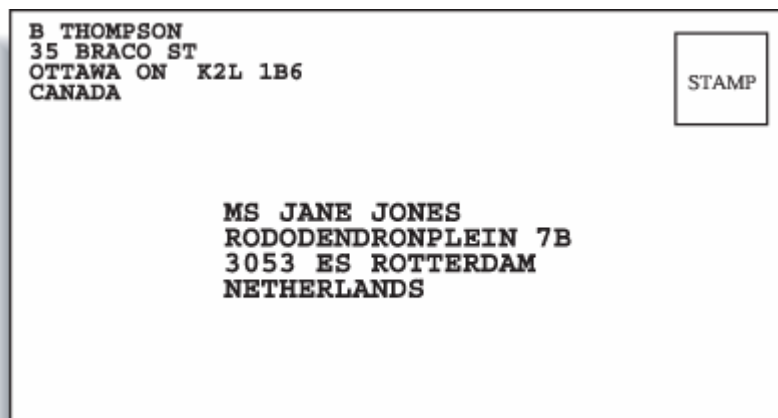 B THOMPSON
35 BRACO ST
OTTAWA ON  K2L 1B6
CANADA
STAMP
MS JANE JONES
RODODENDRONPLEIN 7B
3053 ES ROTTERDAM
NETHERLANDS